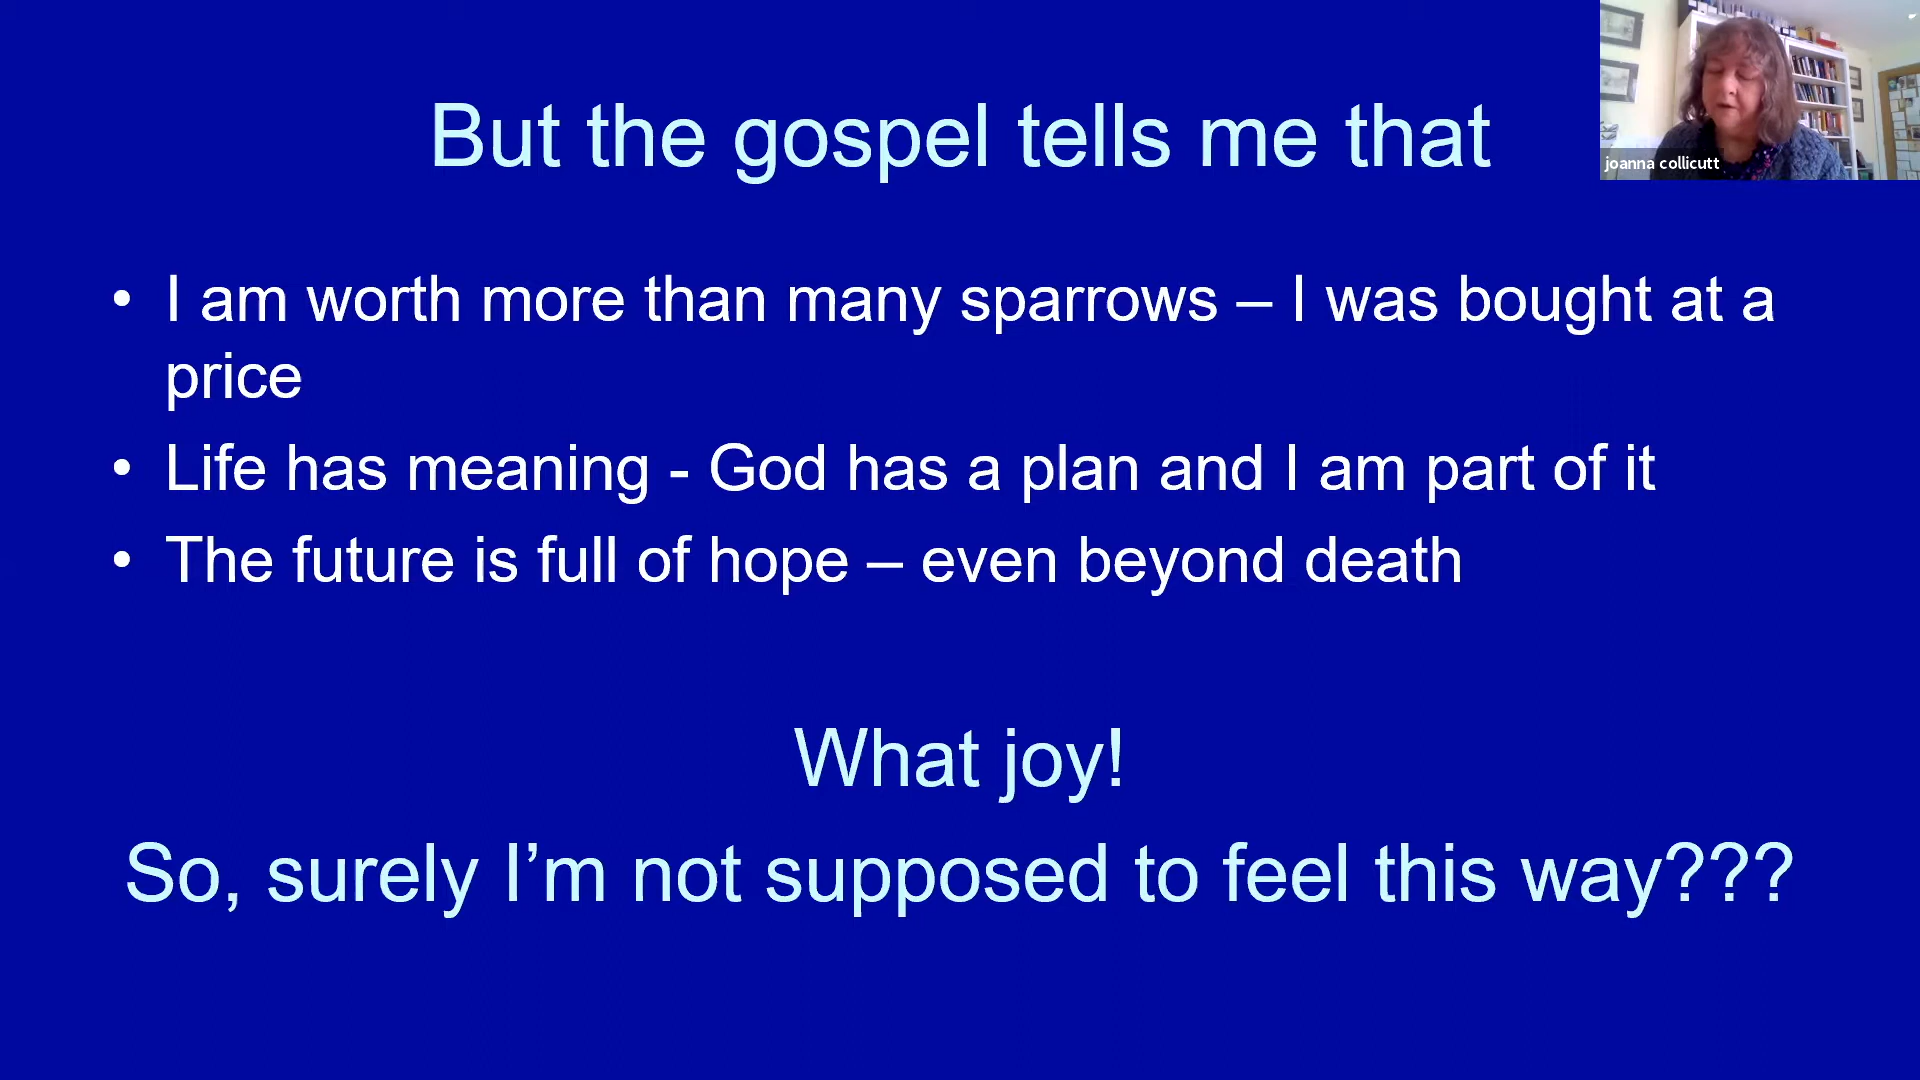 But the gospel tells me that
joanna collicutt
• I am worth more than many sparrows – I was bought at a
price
• Life has meaning - God has a plan and I am part of it
• The future is full of hope – even beyond death
What joy!
So, surely I’m not supposed to feel this way???